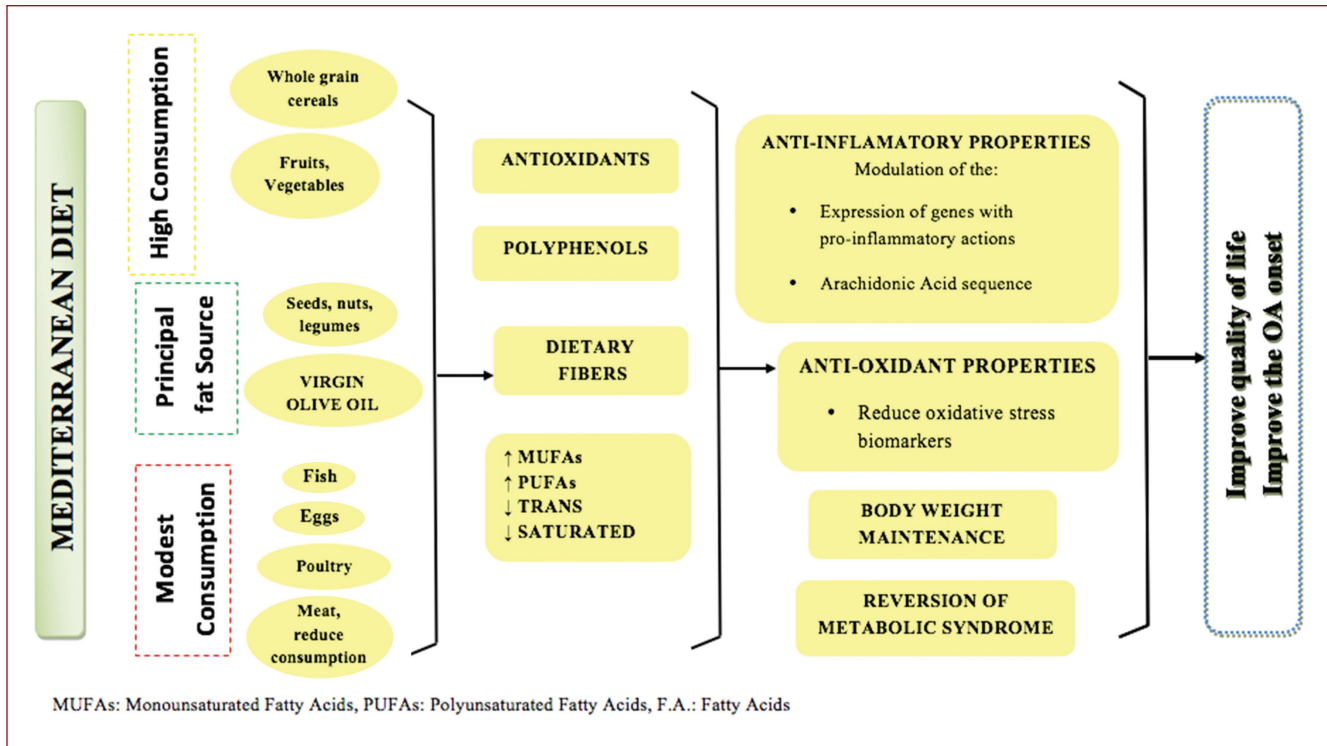 MEDITERRANEAN DIET
High Consumption
Whole grain
cereals
Fruits,
Vegetables
Principal
fat Source
Seeds, nuts,
legumes
VIRGIN
OLIVE OIL
Modest
Consumption
Fish
Eggs
Poultry
Meat,
reduce
consumption
ANTIOXIDANTS
POLYPHENOLS
DIETARY
FIBERS
↑ MUFAs
↑ PUFAs
↓ TRANS
↓ SATURATED
ANTI-INFLAMATORY PROPERTIES
Modulation of the:
• Expression of genes with
pro-inflammatory actions
• Arachidonic Acid sequence
ANTI-OXIDANT PROPERTIES
• Reduce oxidative stress
biomarkers
BODY WEIGHT
MAINTENANCE
REVERSION OF
METABOLIC SYNDROME
Improve quality of life
Improve the OA onset
MUFAs: Monounsaturated Fatty Acids, PUFAs: Polyunsaturated Fatty Acids, F.A.: Fatty Acids